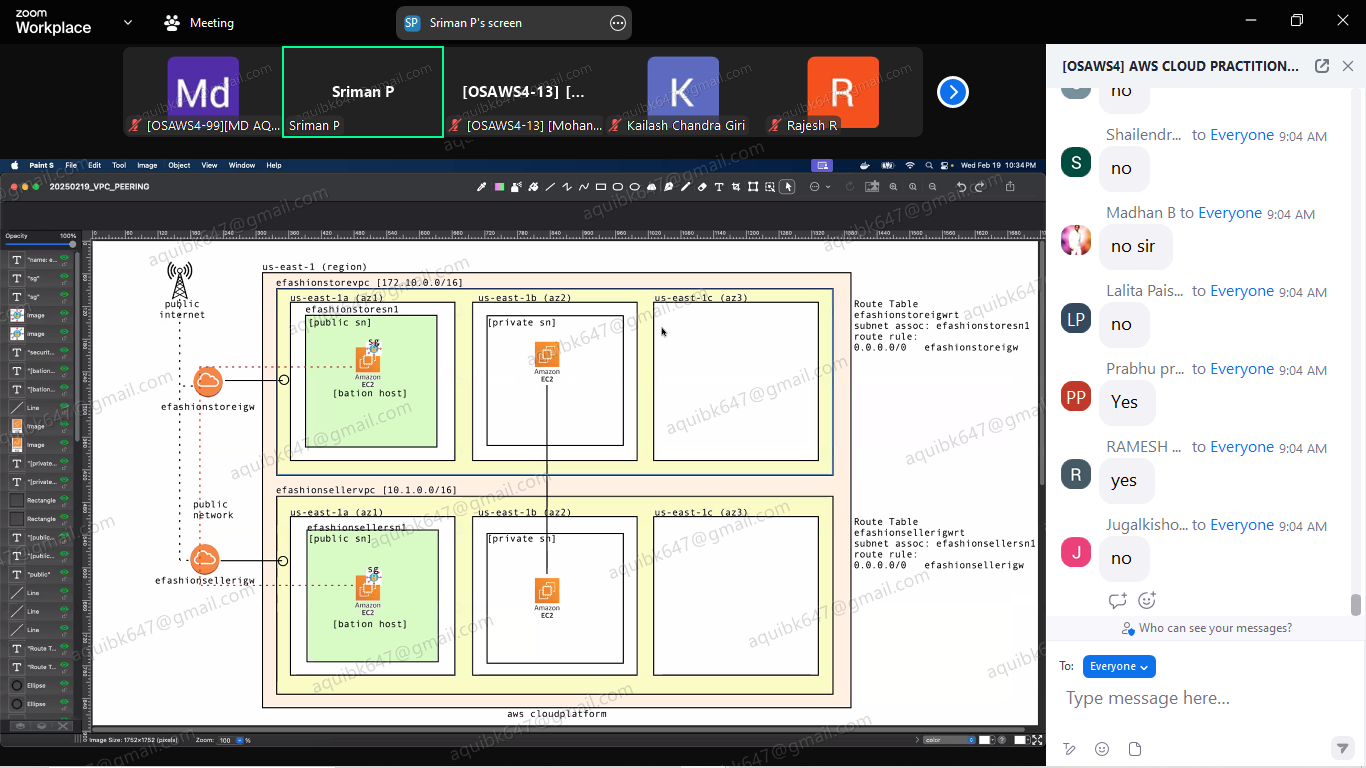 zoom
Workplace
Meeting
SP Sriman P's screen
Md
[OSAWS4-99][MD AQ...
Sriman P
Sriman P
[OSAWS4-13] [...
[OSAWS4-13] [Mohan...
K
Kailash Chandra Giri
R
Rajesh R
Paint S File Edit Tool Image Object View Window Help
Wed Feb 19 10:34PM
20250219_VPC_PEERING
Opacity 100%
"name: e...
"sg"
"sg"
Image
Image
"securit...
"[bation...
"[bation...
Line
Image
Image
"[private...
"[private...
Rectangle
Rectangle
"[public...
"[public...
"public"
Line
Line
Line
"Route T...
"Route T...
Ellipse
Ellipse
public
internet
us-east-1 (region)
efashionstorevpc [172.10.0.0/16]
us-east-1a (az1)
efashionstoresn1
[public sn]
sg
Amazon
EC2
[bation host]
us-east-1b (az2)
[private sn]
Amazon
EC2
us-east-1c (az3)
Route Table
efashionstoreigwrt
subnet assoc: efashionstoresn1
route rule:
0.0.0.0/0 efashionstoreigw
efashionstoreigw
public
network
efashionsellervpc [10.1.0.0/16]
us-east-1a (az1)
efashionsellersn1
[public sn]
sg
Amazon
EC2
[bation host]
us-east-1b (az2)
[private sn]
Amazon
EC2
us-east-1c (az3)
Route Table
efashionsellerigwrt
subnet assoc: efashionsellersn1
route rule:
0.0.0.0/0 efashionsellerigw
efashionsellerigw
aws cloudplatform
Image Size: 1752x1752 (pixels) Zoom: 100 %
color
aquibk647@gmail.com
[OSAWS4] AWS CLOUD PRACTITION...
no
Shailendr... to Everyone 9:04 AM
S
no
Madhan B to Everyone 9:04 AM
no sir
Lalita Pais... to Everyone 9:04 AM
LP
no
Prabhu pr... to Everyone 9:04 AM
PP
Yes
RAMESH ... to Everyone 9:04 AM
R
yes
Jugalkisho... to Everyone 9:04 AM
J
no
Who can see your messages?
To: Everyone
Type message here...